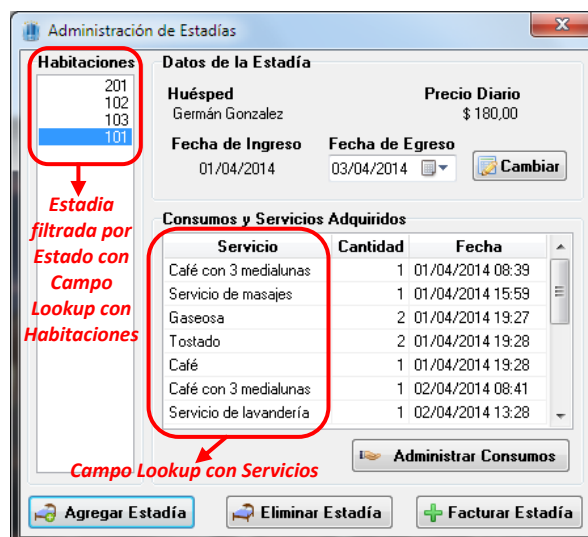 Administración de Estadías
Habitaciones
201
102
103
101
Estadia
filtrada por
Estado con
Campo
Lookup con
Habitaciones
Datos de la Estadía
Huésped
Precio Diario
Germán Gonzalez
$ 180,00
Fecha de Ingreso
Fecha de Egreso
01/04/2014
03/04/2014
Cambiar
Consumos y Servicios Adquiridos
Servicio Cantidad Fecha
Café con 3 medialunas 1 01/04/2014 08:39
Servicio de masajes 1 01/04/2014 15:59
Gaseosa 2 01/04/2014 19:27
Tostado 2 01/04/2014 19:28
Café 1 01/04/2014 19:28
Café con 3 medialunas 1 02/04/2014 08:41
Servicio de lavandería 1 02/04/2014 13:28
Campo Lookup con Servicios
Administrar Consumos
Agregar Estadía
Eliminar Estadía
Facturar Estadía